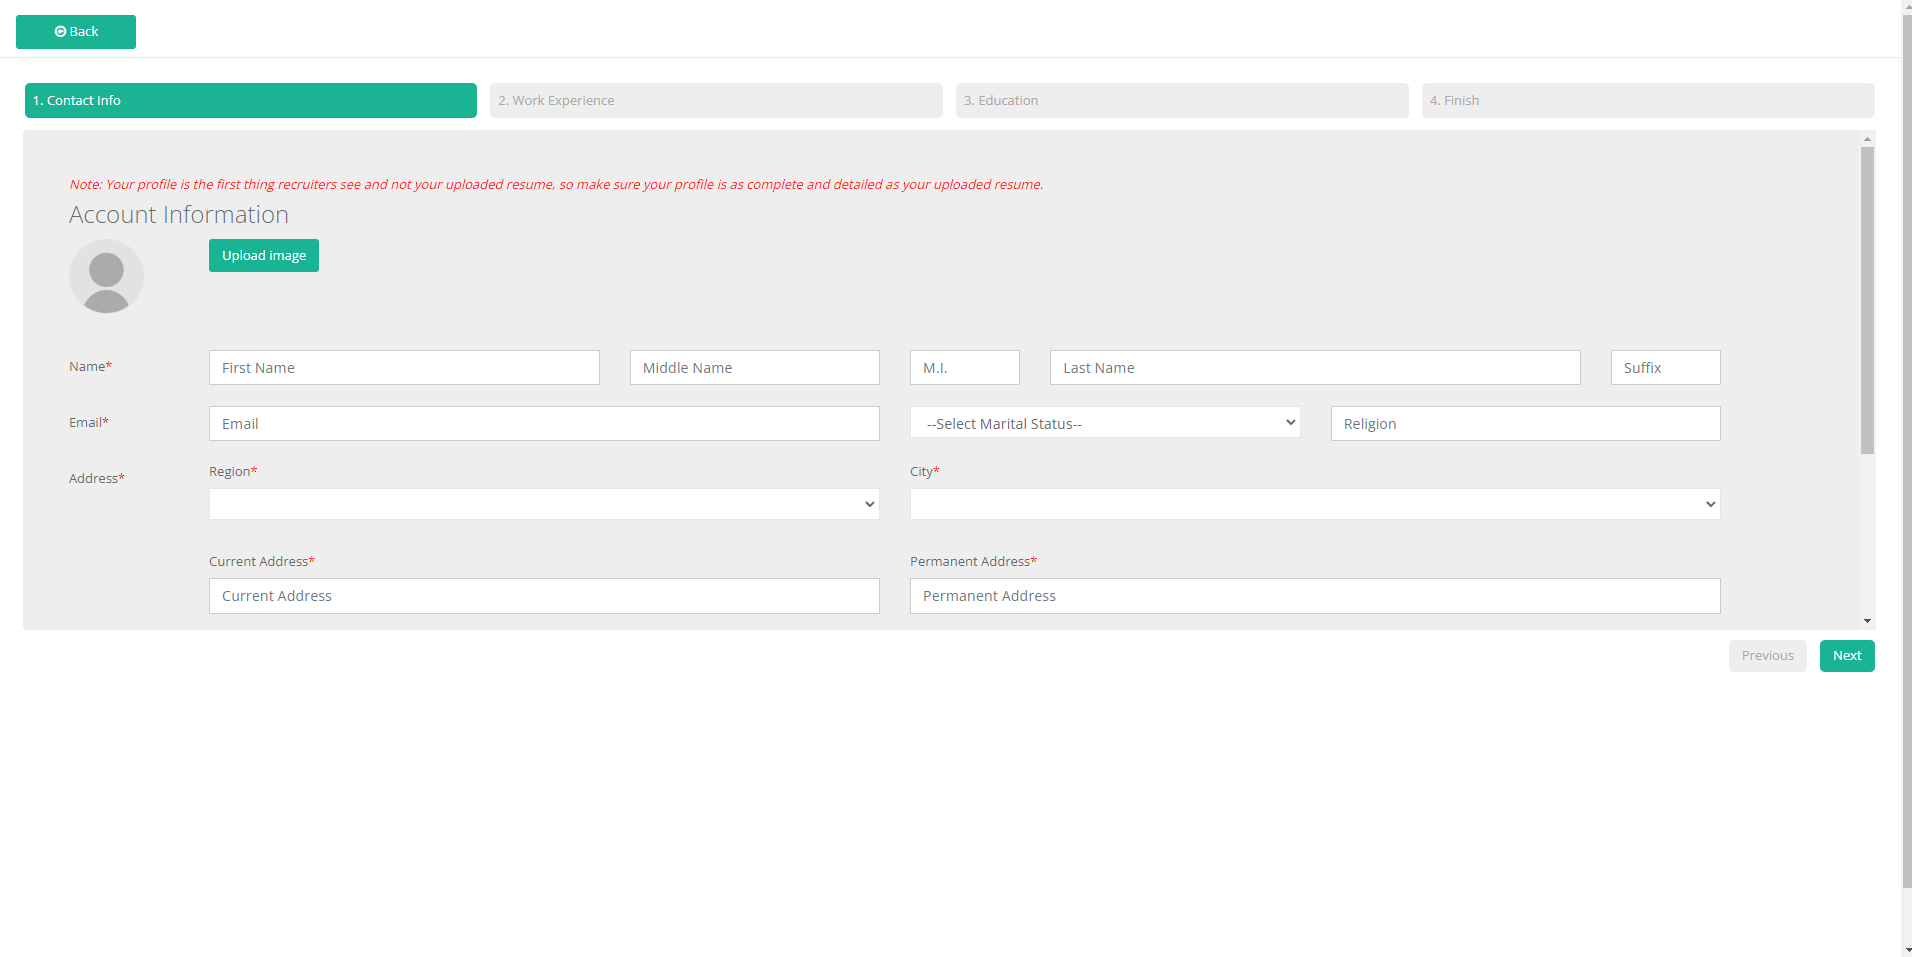 Back
1. Contact Info
2. Work Experience
3. Education
4. Finish
Note: Your profile is the first thing recruiters see and not your uploaded resume, so make sure your profile is as complete and detailed as your uploaded resume.
Account Information
Upload image
Name* First Name Middle Name M.I. Last Name Suffix
Email* Email --Select Marital Status-- Religion
Address* Region* City*
Current Address* Permanent Address*
Current Address Permanent Address
Previous Next